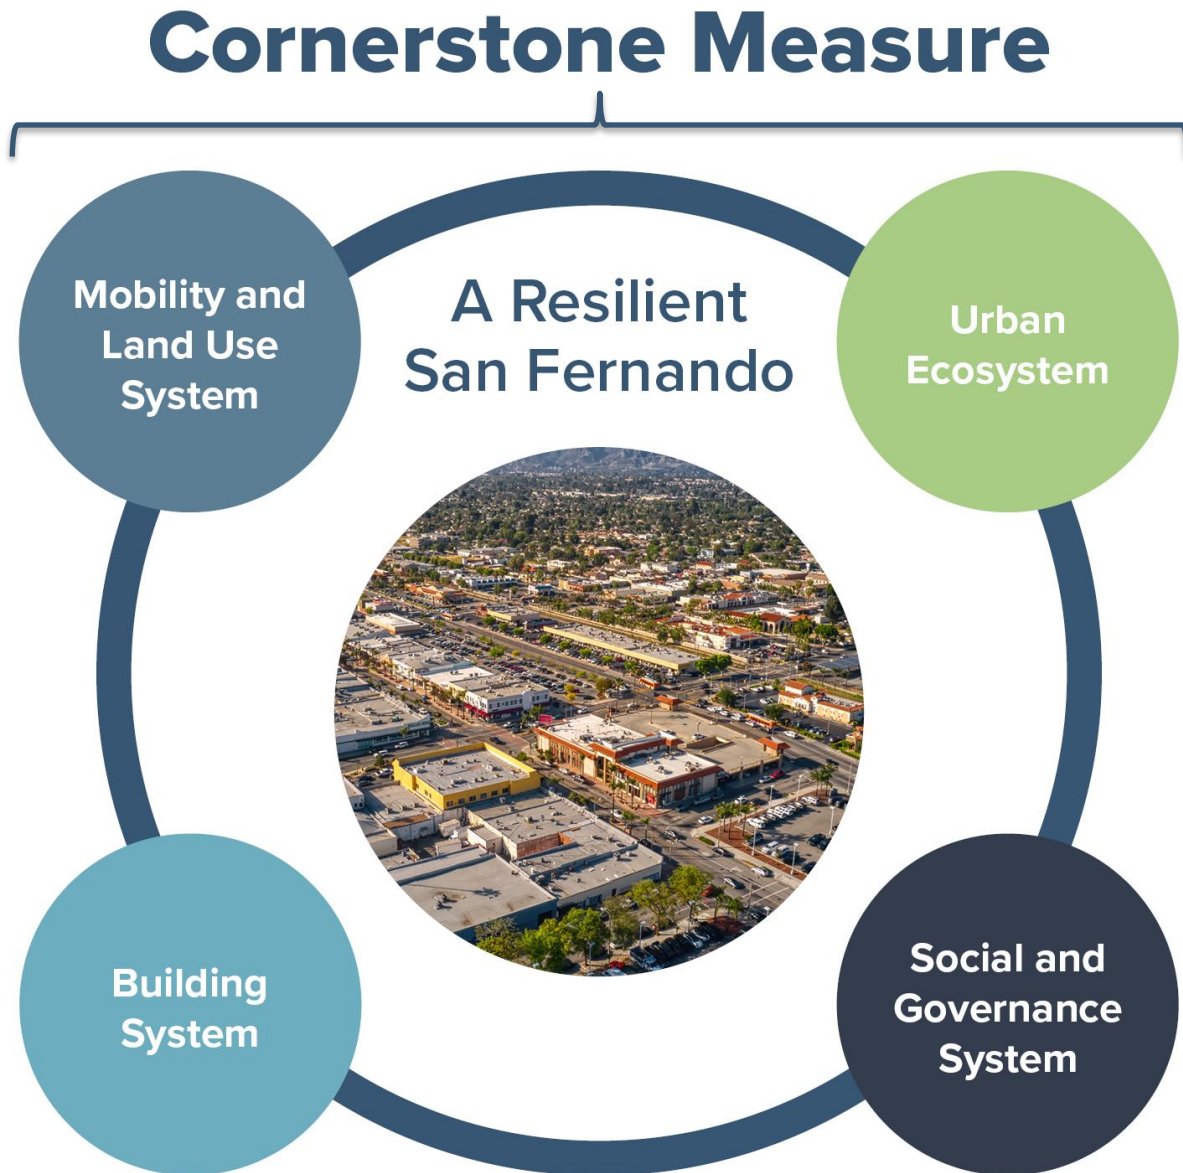 Cornerstone Measure
Mobility and
Land Use
System
A Resilient
San Fernando
Urban
Ecosystem
Building
System
Social and
Governance
System